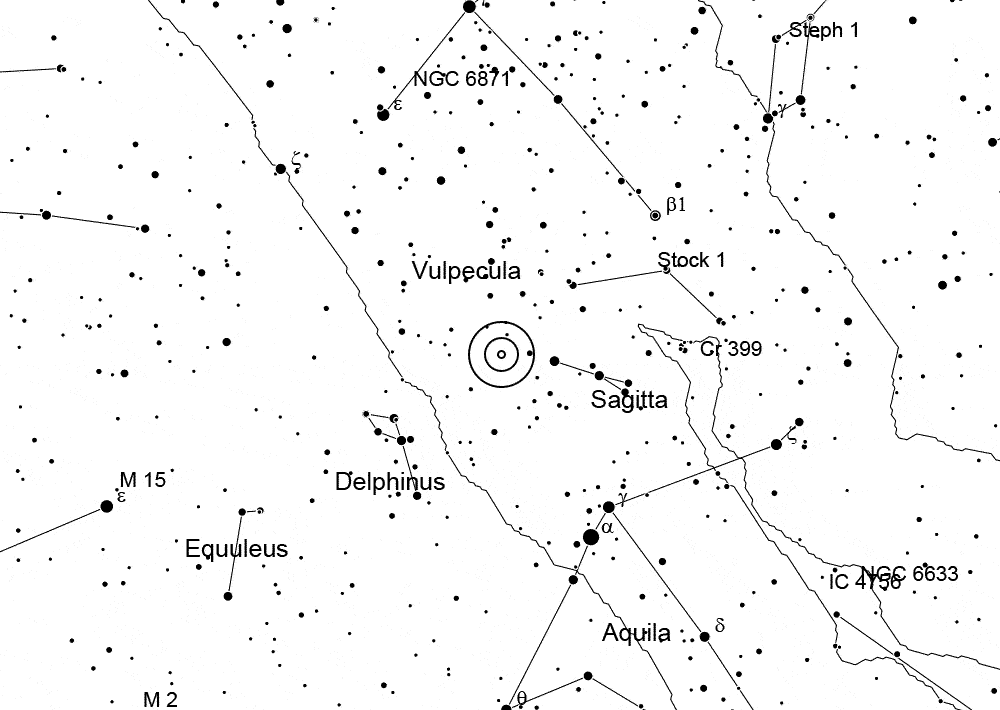 Steph 1
NGC 6871
ε
γ
ζ
β1
Stock 1
Vulpecula
Cr 399
Sagitta
ζ
M 15
Delphinus
ε
γ
α
Equuleus
NGC 6633
IC 4756
Aquila
δ
M 2
θ